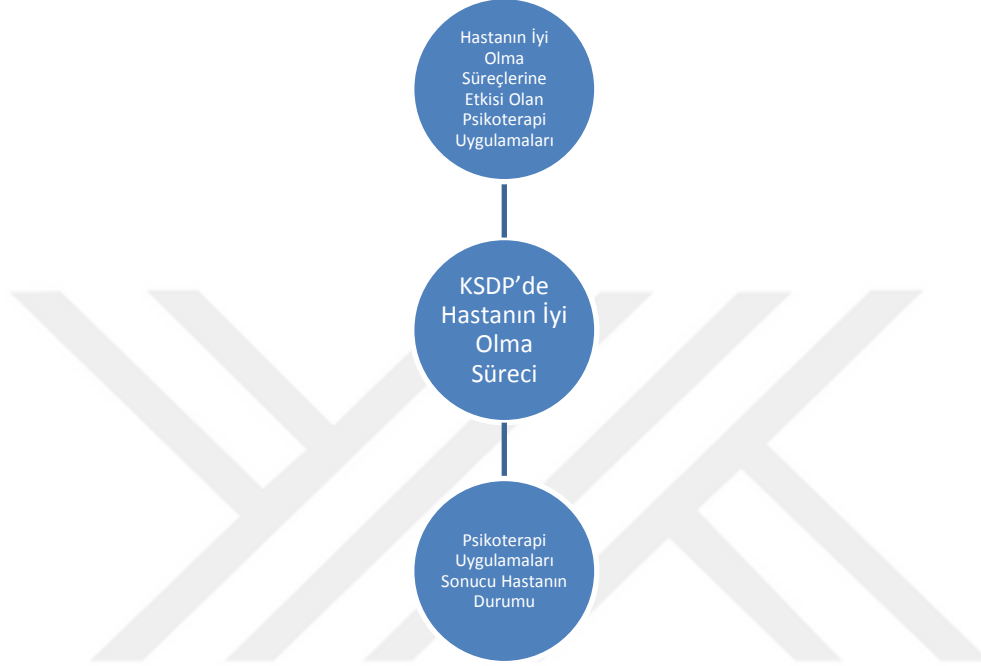 Hastanın İyi
Olma
Süreçlerine
Etkisi Olan
Psikoterapi
Uygulamaları
KSDP’de
Hastanın İyi
Olma
Süreci
Psikoterapi
Uygulamaları
Sonucu Hastanın
Durumu